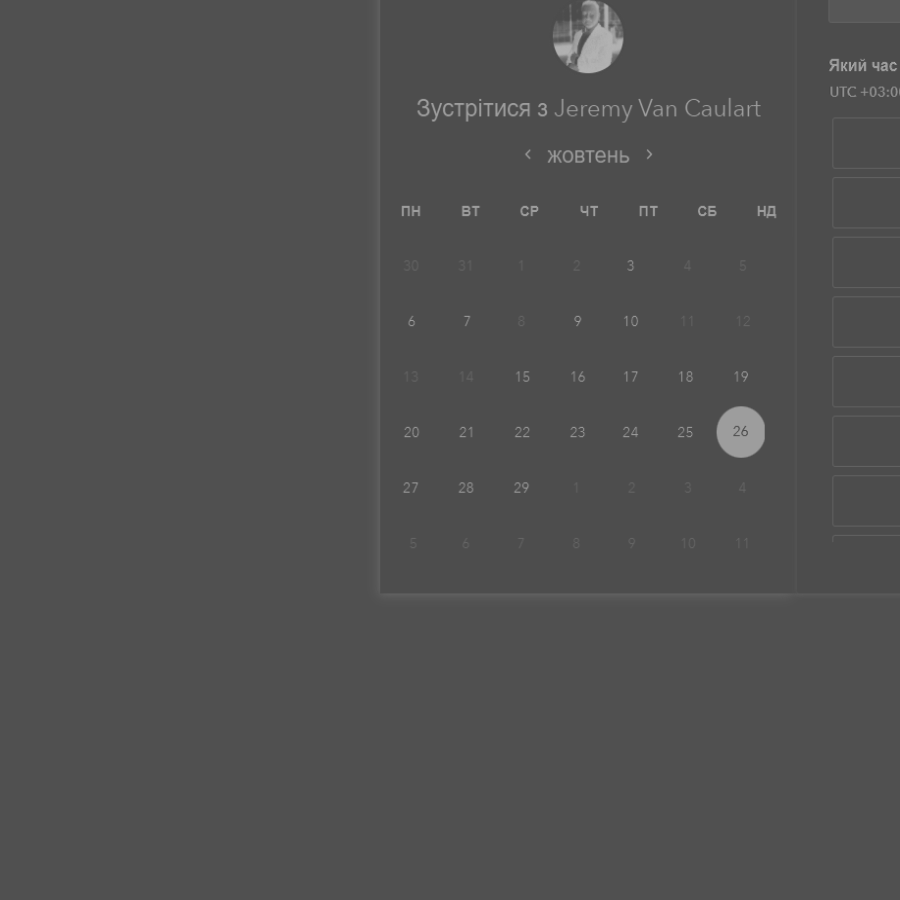 Зустрітися з Jeremy Van Caulart
жовтень
ПН ВТ СР ЧТ ПТ СБ НД
30 31 1 2 3 4 5
6 7 8 9 10 11 12
13 14 15 16 17 18 19
20 21 22 23 24 25 26
27 28 29 1 2 3 4
5 6 7 8 9 10 11
Який час
UTC +03:00